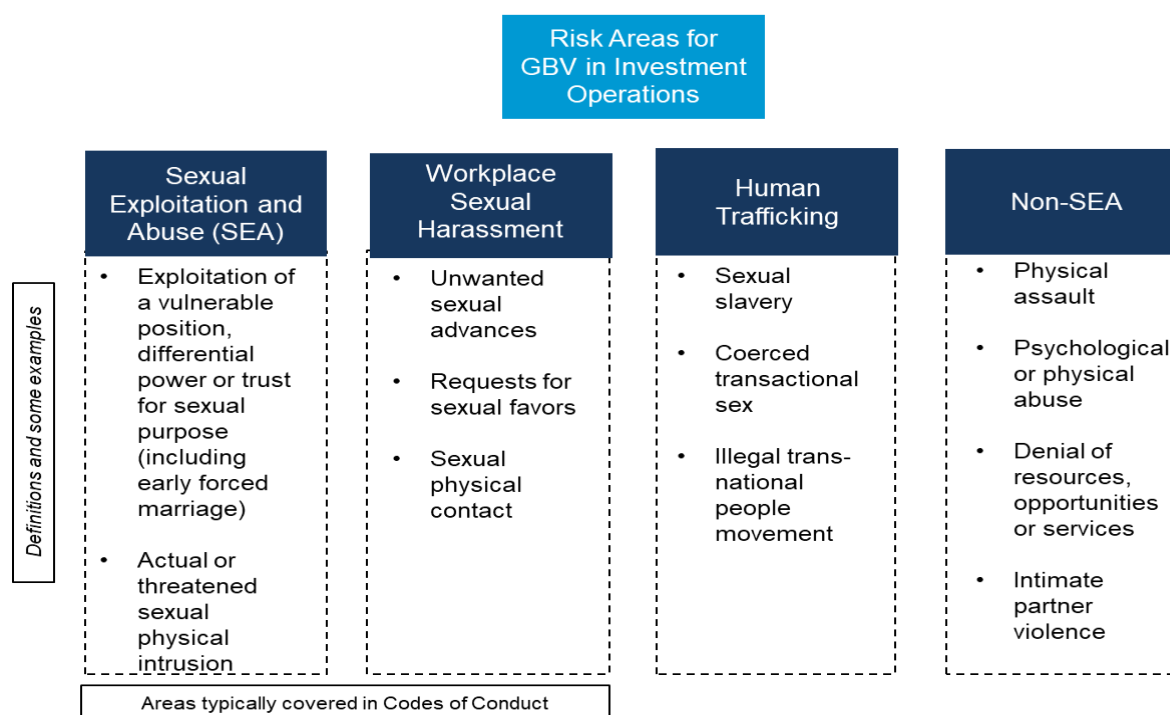 Risk Areas for
GBV in Investment
Operations
Sexual
Exploitation and
Abuse (SEA)
Workplace
Sexual
Harassment
Human
Trafficking
Non-SEA
Definitions and some examples
• Exploitation of
a vulnerable
position,
differential
power or trust
for sexual
purpose
(including
early forced
marriage)
• Actual or
threatened
sexual
physical
intrusion
• Unwanted
sexual
advances
• Requests for
sexual favors
• Sexual
physical
contact
• Sexual
slavery
• Coerced
transactional
sex
• Illegal trans-
national
people
movement
• Physical
assault
• Psychological
or physical
abuse
• Denial of
resources,
opportunities
or services
• Intimate
partner
violence
Areas typically covered in Codes of Conduct